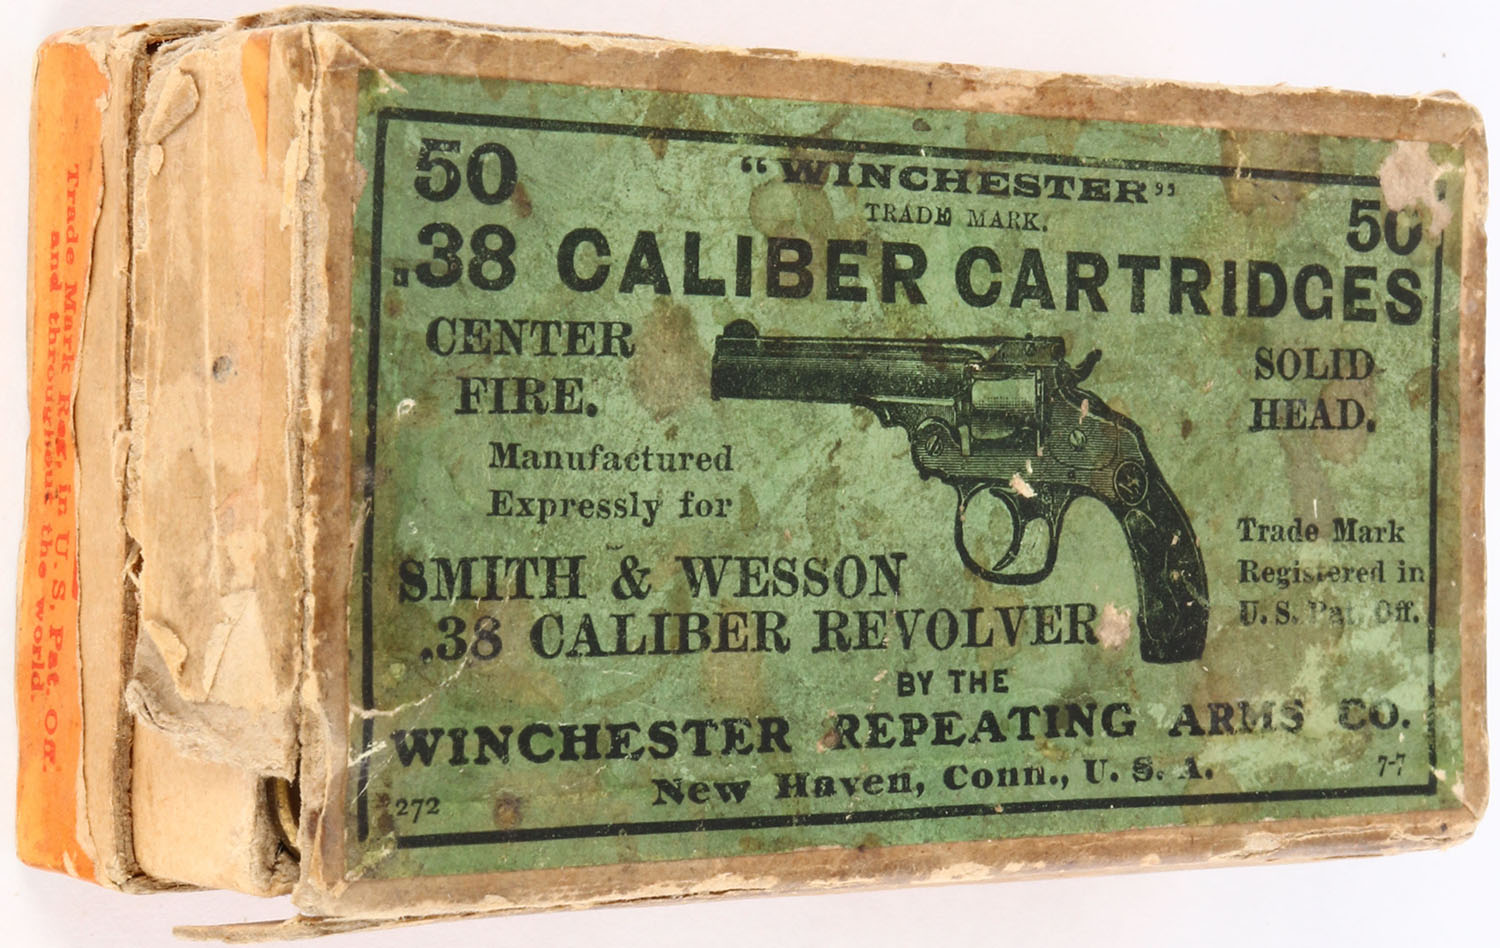 50 "WINCHESTER" 50
TRADE MARK.
.38 CALIBER CARTRIDGES
CENTER
FIRE.
SOLID
HEAD.
Manufactured
Expressly for
SMITH & WESSON
.38 CALIBER REVOLVER
Trade Mark
Registered in
U. S. Pat. Off.
BY THE
WINCHESTER REPEATING ARMS CO.
New Haven, Conn., U. S. A.
272
7-7
Trade Mark Reg. in U. S. Pat. Off.
and throughout the world.